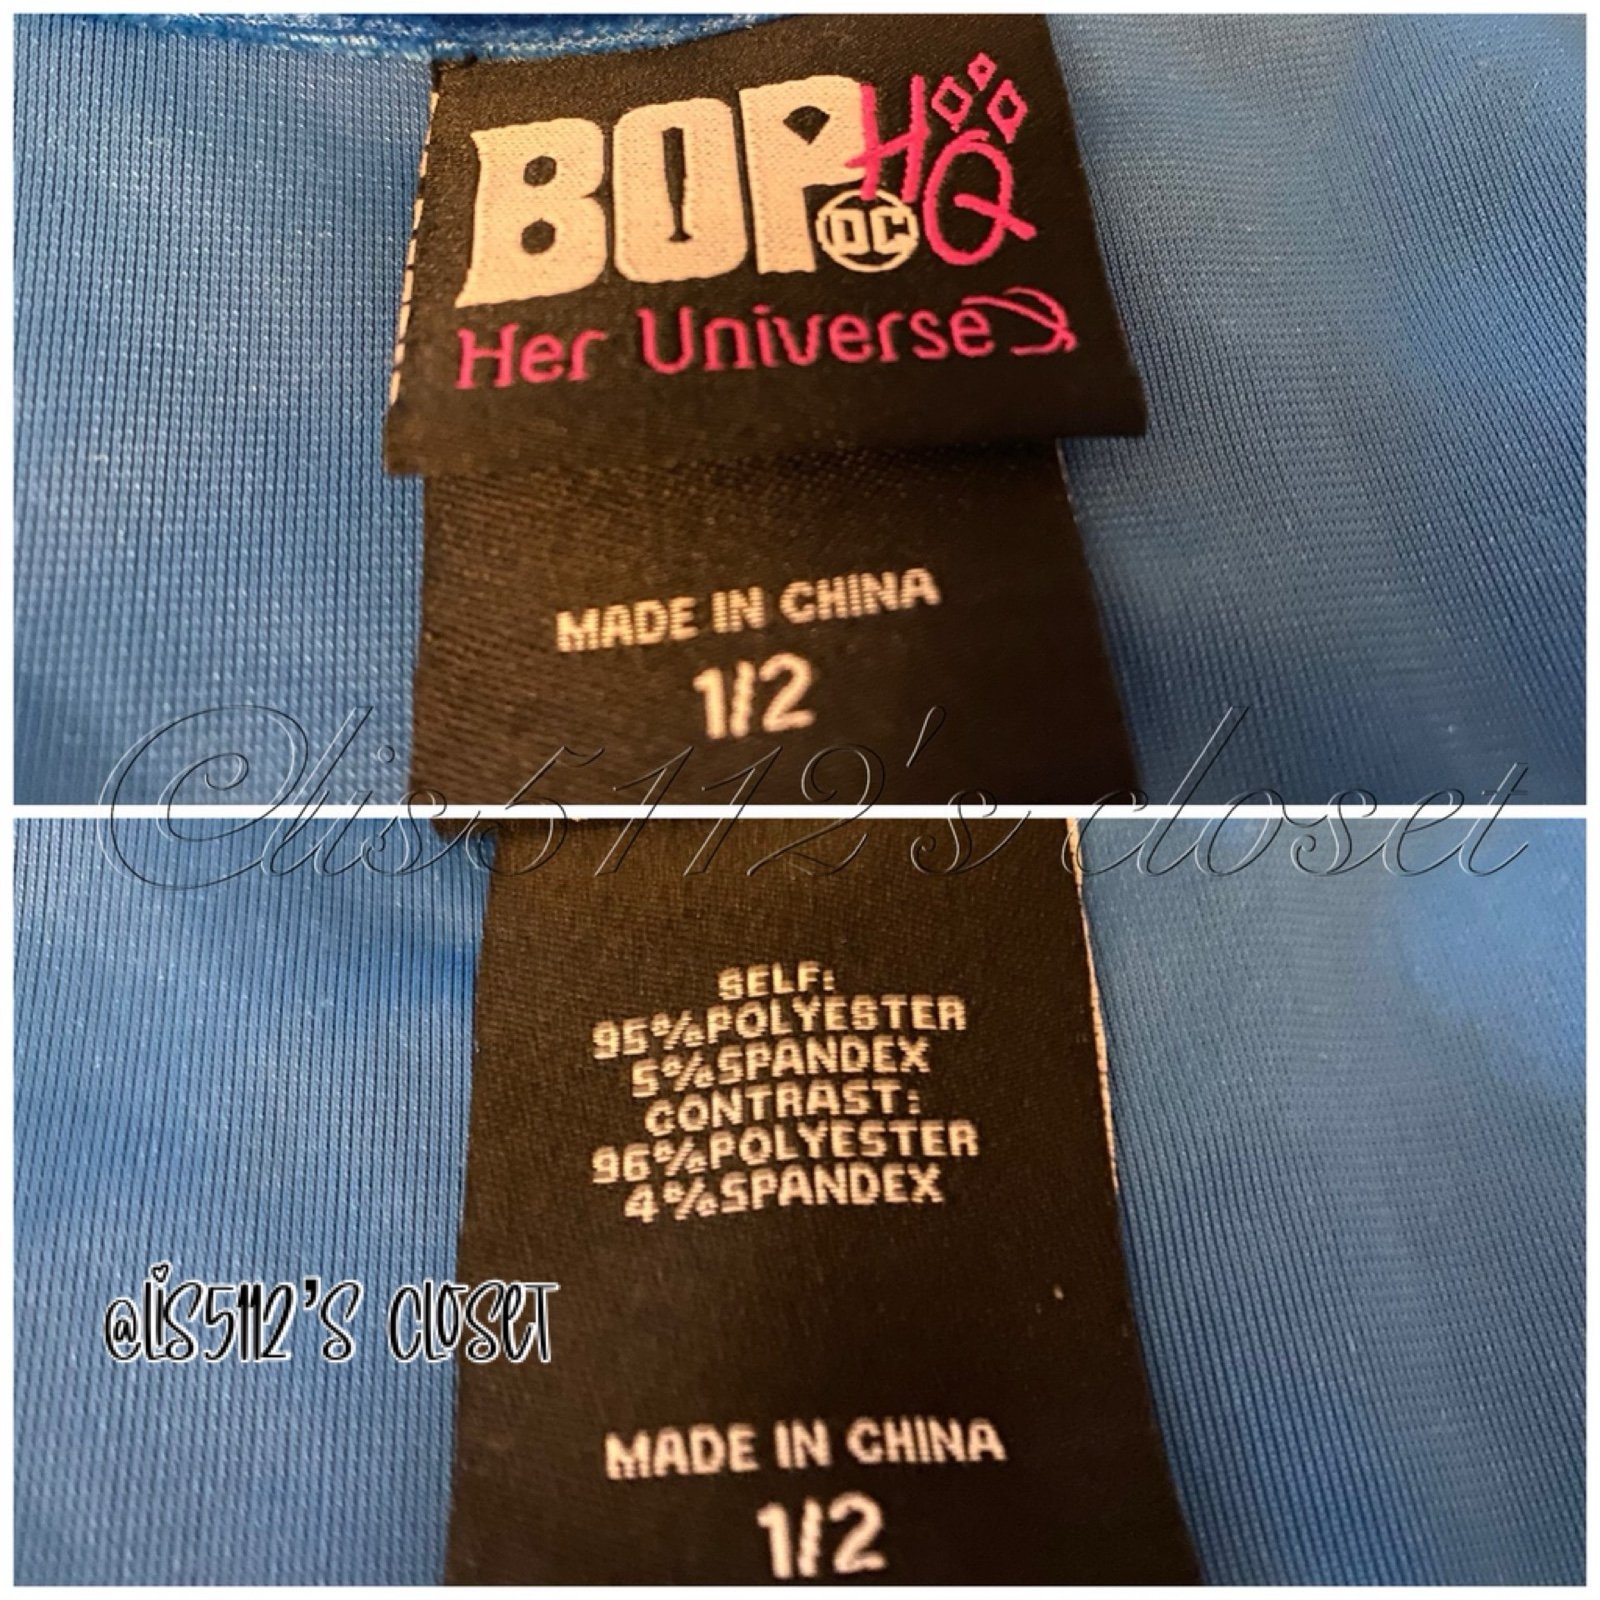 BOP HQ
DC
Her Universe
MADE IN CHINA
1/2
@Lis5112's closet
SELF:
95%POLYESTER
5%SPANDEX
CONTRAST:
96%POLYESTER
4%SPANDEX
@LiS5112'S CLOSET
MADE IN CHINA
1/2